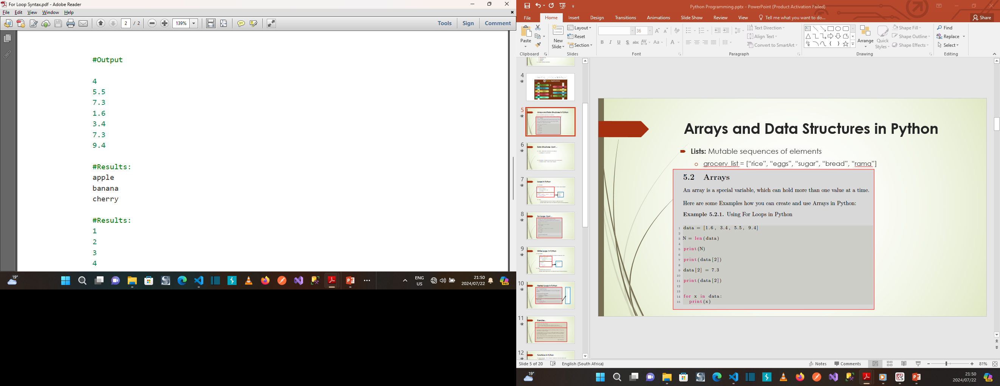 For Loop Syntax.pdf - Adobe Reader
File Edit View Window Help
2 / 2
139%
Tools Sign Comment
#Output
4
5.5
7.3
1.6
3.4
7.3
9.4
#Results:
apple
banana
cherry
#Results:
1
2
3
4
19°
ENG
US
21:50
2024/07/22
PRE
Python Programming.pptx - PowerPoint (Product Activation Failed)
File Home Insert Design Transitions Animations Slide Show Review View Tell me what you want to do...
Share
Paste
New
Slide
Layout
Reset
Section
36
B I U S abc AV Aa A
Text Direction
Align Text
Convert to SmartArt
Arrange
Quick
Styles
Shape Fill
Shape Outline
Shape Effects
Find
Replace
Select
Clipboard Slides Font Paragraph Drawing Editing
4
5
Arrays and Data Structures in Python
6
Data Structures Cont...
7
Loops in Python
8
For Loops Cont...
9
While Loops in Python
10
Nested Loops in Python
11
Exercise...
12
Functions in Python
Arrays and Data Structures in Python
Lists: Mutable sequences of elements
grocery_list = [“rice”, “eggs”, “sugar”, “bread”, “rama”]
5.2 Arrays
An array is a special variable, which can hold more than one value at a time.
Here are some Examples how you can create and use Arrays in Python:
Example 5.2.1. Using For Loops in Python
1 data = [1.6, 3.4, 5.5, 9.4]
2
3 N = len(data)
4
5 print(N)
6
7 print(data[2])
8
9 data[2] = 7.3
10
11 print(data[2])
12
13
14 for x in data:
15 print(x)
Slide 5 of 20 English (South Africa)
Notes Comments
81%
19°
21:50
2024/07/22
PRE